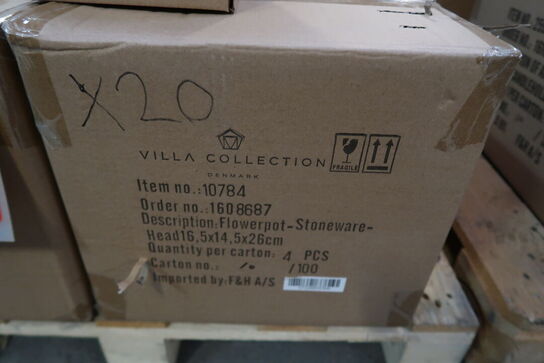 x20
VILLA COLLECTION
DENMARK
FRAGILE
Item no.:10784
Order no.:1608687
Description:Flowerpot-Stoneware-
Head16,5x14,5x26cm
Quantity per carton: 4 PCS
Carton no.: /100
Imported by:F&H A/S